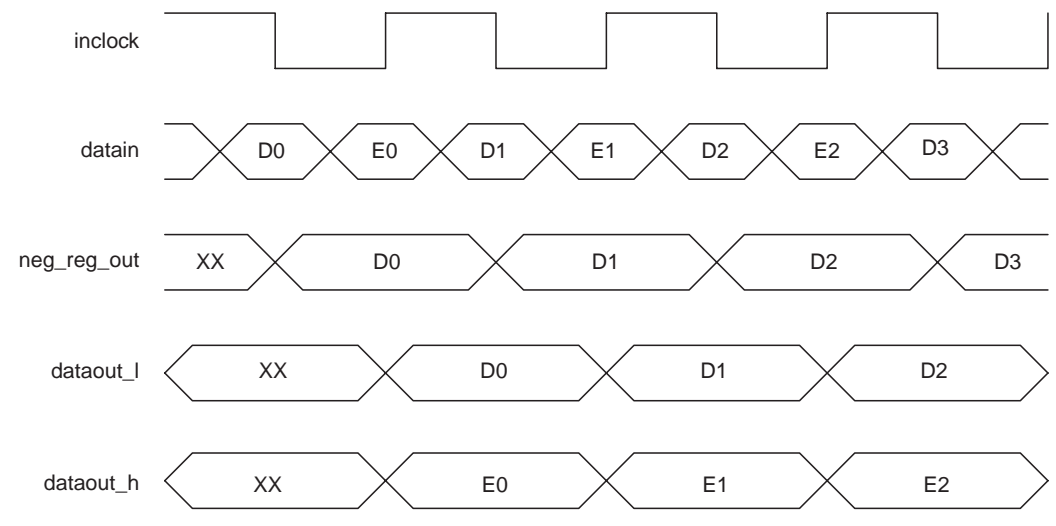 inclock
datain D0 E0 D1 E1 D2 E2 D3
neg_reg_out XX D0 D1 D2 D3
dataout_l XX D0 D1 D2
dataout_h XX E0 E1 E2